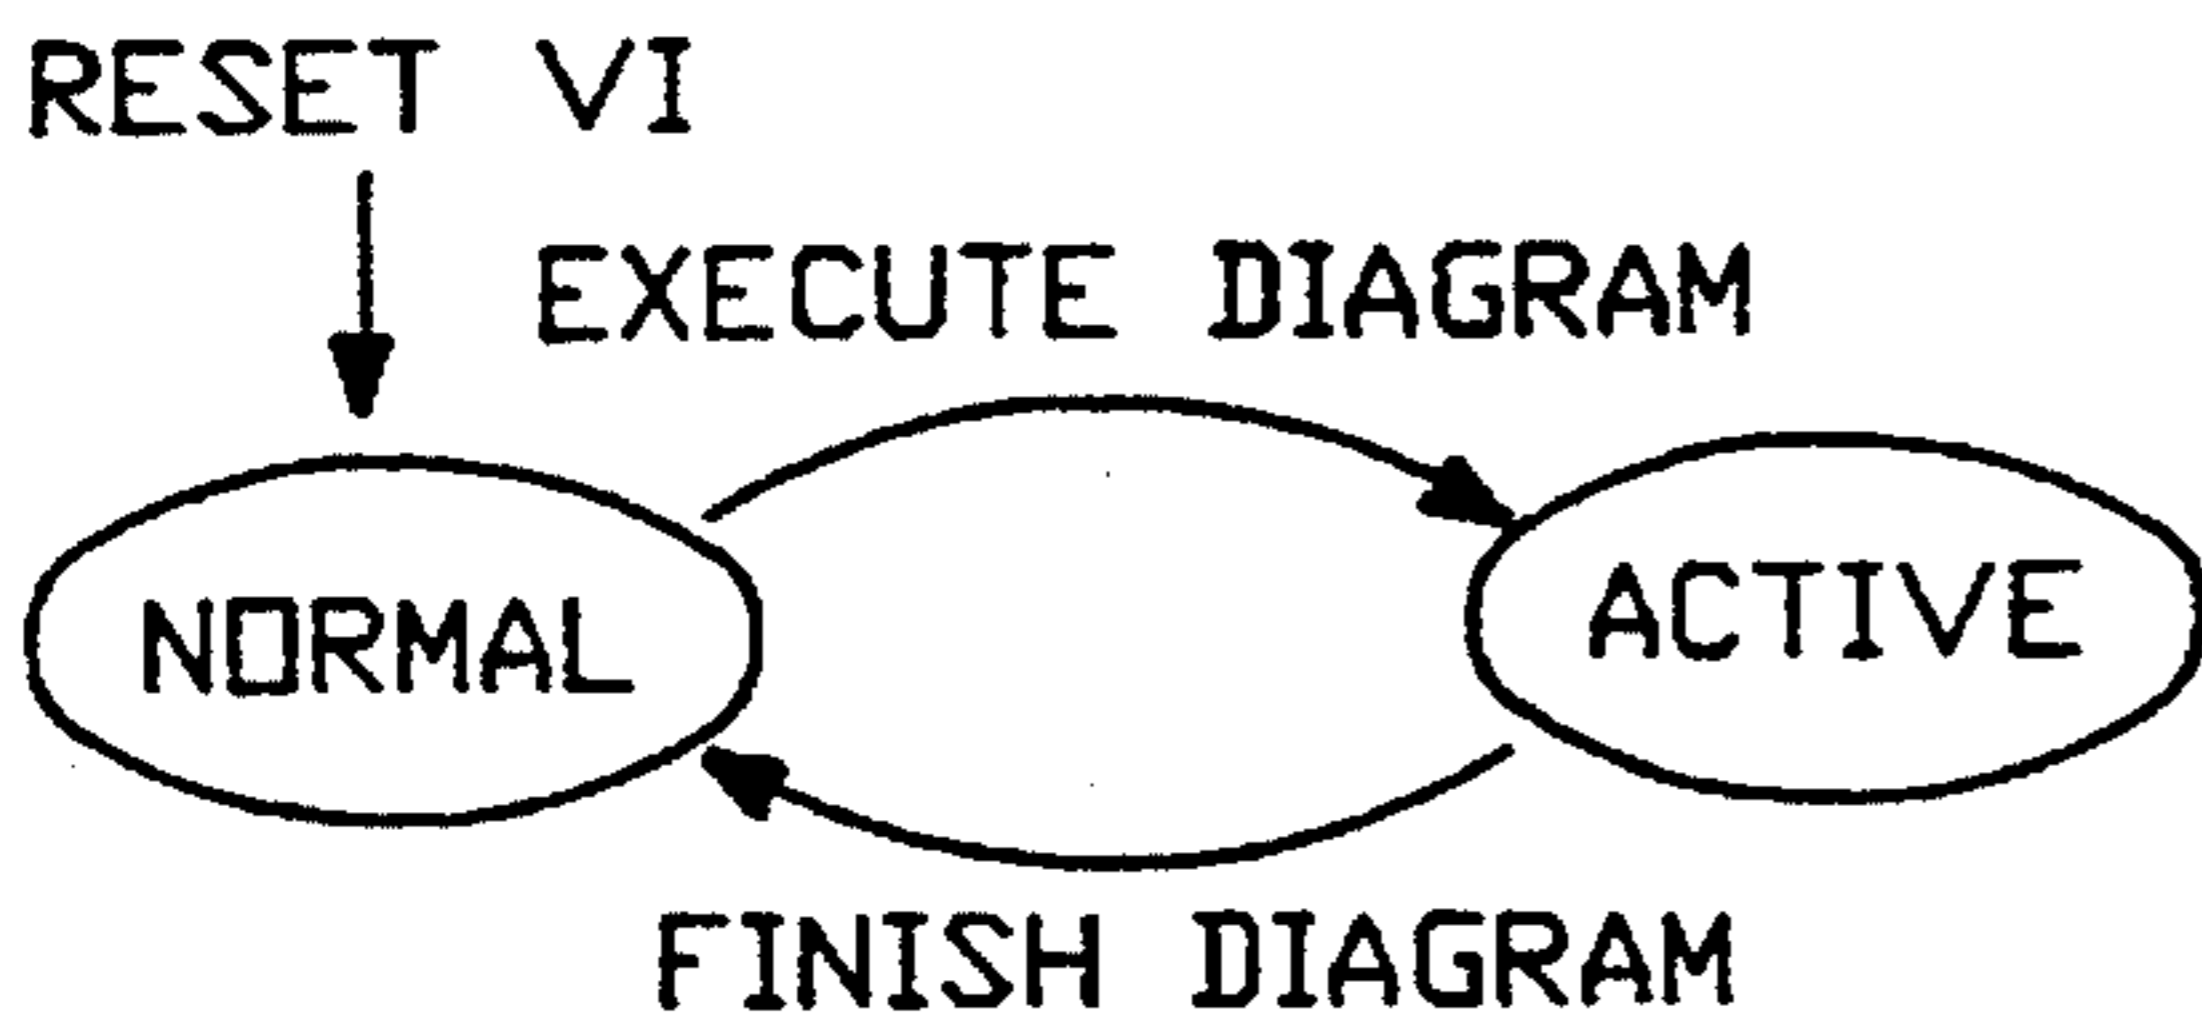 RESET VI
EXECUTE DIAGRAM
NORMAL
ACTIVE
FINISH DIAGRAM